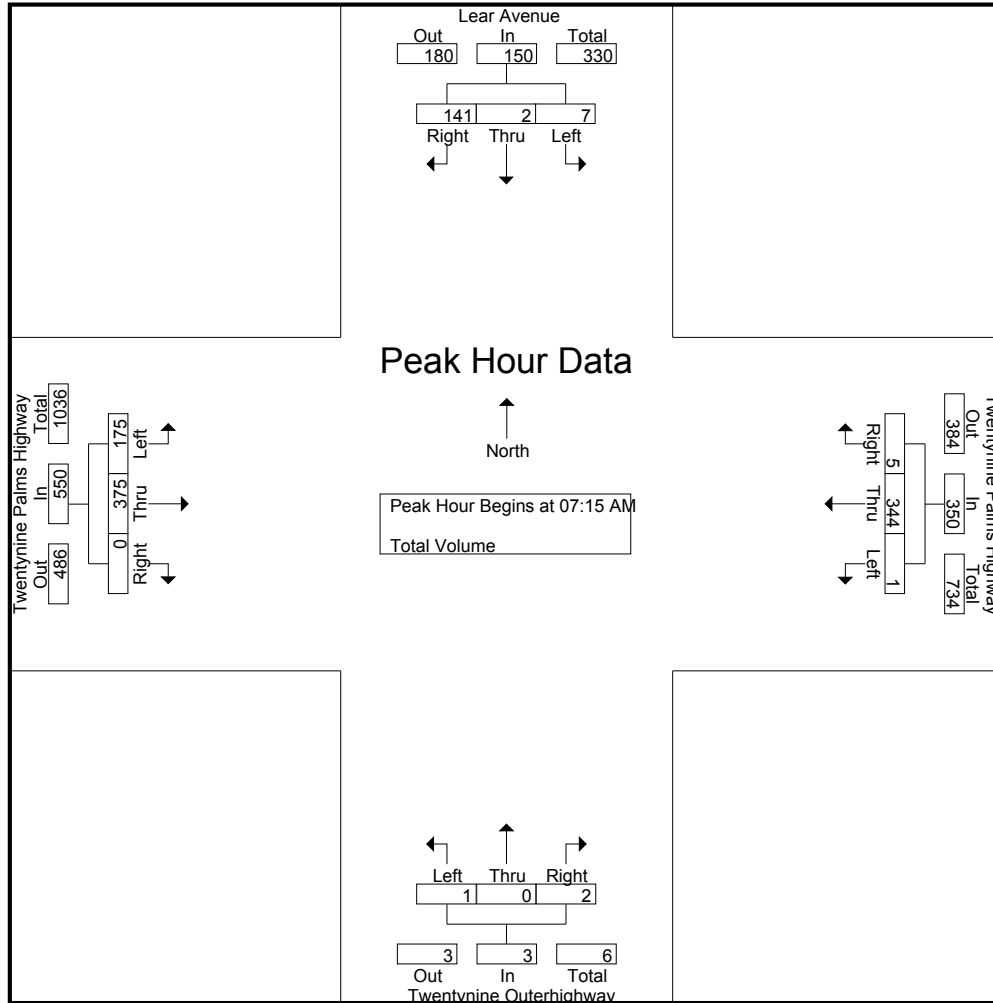 Lear Avenue
Out In Total
180 150 330
141 2 7
Right Thru Left
Peak Hour Data
North
Peak Hour Begins at 07:15 AM
Total Volume
Twentynine Palms Highway
Total In Out
1036 550 486
175 375 0
Left Thru Right
Twentynine Palms Highway
Out In Total
384 350 734
5 344 1
Right Thru Left
Left Thru Right
1 0 2
3 3 6
Out In Total
Twentynine Outerhighway